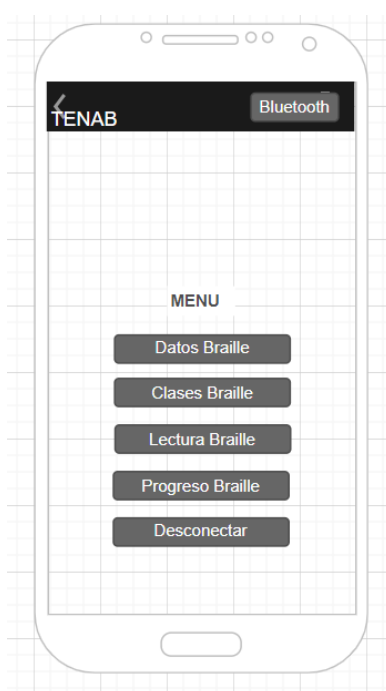 TENAB
Bluetooth
MENU
Datos Braille
Clases Braille
Lectura Braille
Progreso Braille
Desconectar